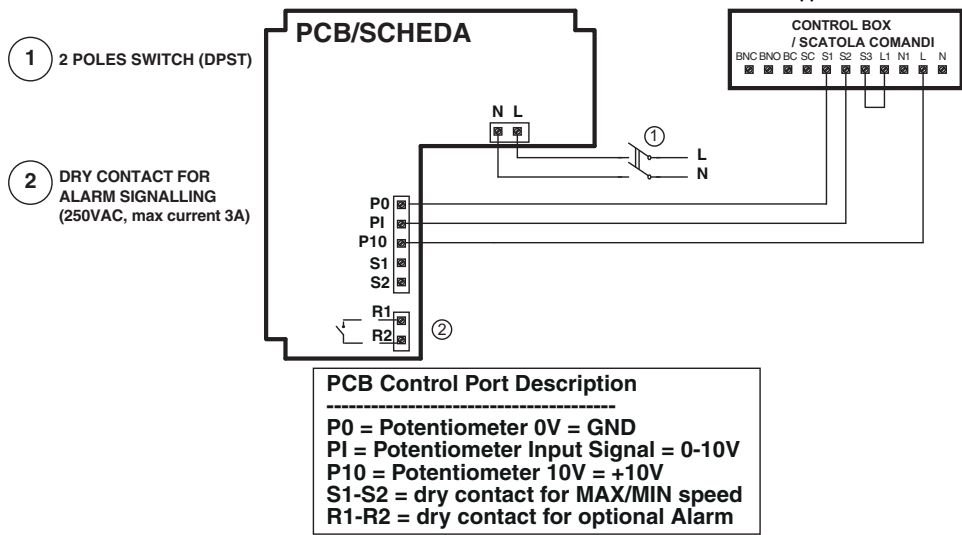 PCB/SCHEDA
CONTROL BOX
/ SCATOLA COMANDI
BNC BNO BC SC S1 S2 S3 L1 N1 L N
1
2 POLES SWITCH (DPST)
N L
1
L
N
2
DRY CONTACT FOR
ALARM SIGNALLING
(250VAC, max current 3A)
P0
PI
P10
S1
S2
R1
R2
2
PCB Control Port Description
---------------------------------------
P0 = Potentiometer 0V = GND
PI = Potentiometer Input Signal = 0-10V
P10 = Potentiometer 10V = +10V
S1-S2 = dry contact for MAX/MIN speed
R1-R2 = dry contact for optional Alarm